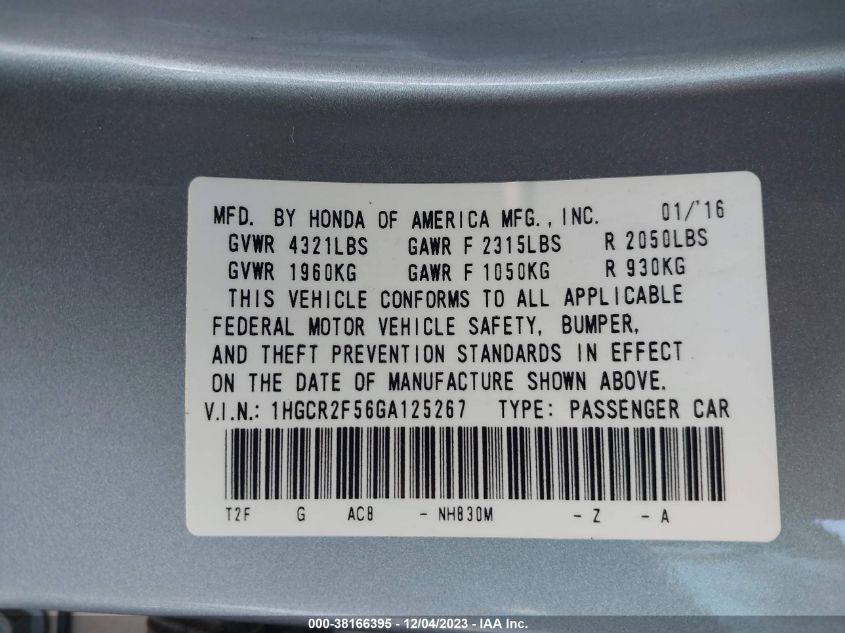 MFD. BY HONDA OF AMERICA MFG., INC. 01/'16
GVWR 4321LBS GAWR F 2315LBS R 2050LBS
GVWR 1960KG GAWR F 1050KG R 930KG
THIS VEHICLE CONFORMS TO ALL APPLICABLE
FEDERAL MOTOR VEHICLE SAFETY, BUMPER,
AND THEFT PREVENTION STANDARDS IN EFFECT
ON THE DATE OF MANUFACTURE SHOWN ABOVE.
V.I.N.: 1HGCR2F56GA125267 TYPE: PASSENGER CAR
T2F G AC8 - NH830M - Z - A
000-38166395 - 12/04/2023 - IAA Inc.